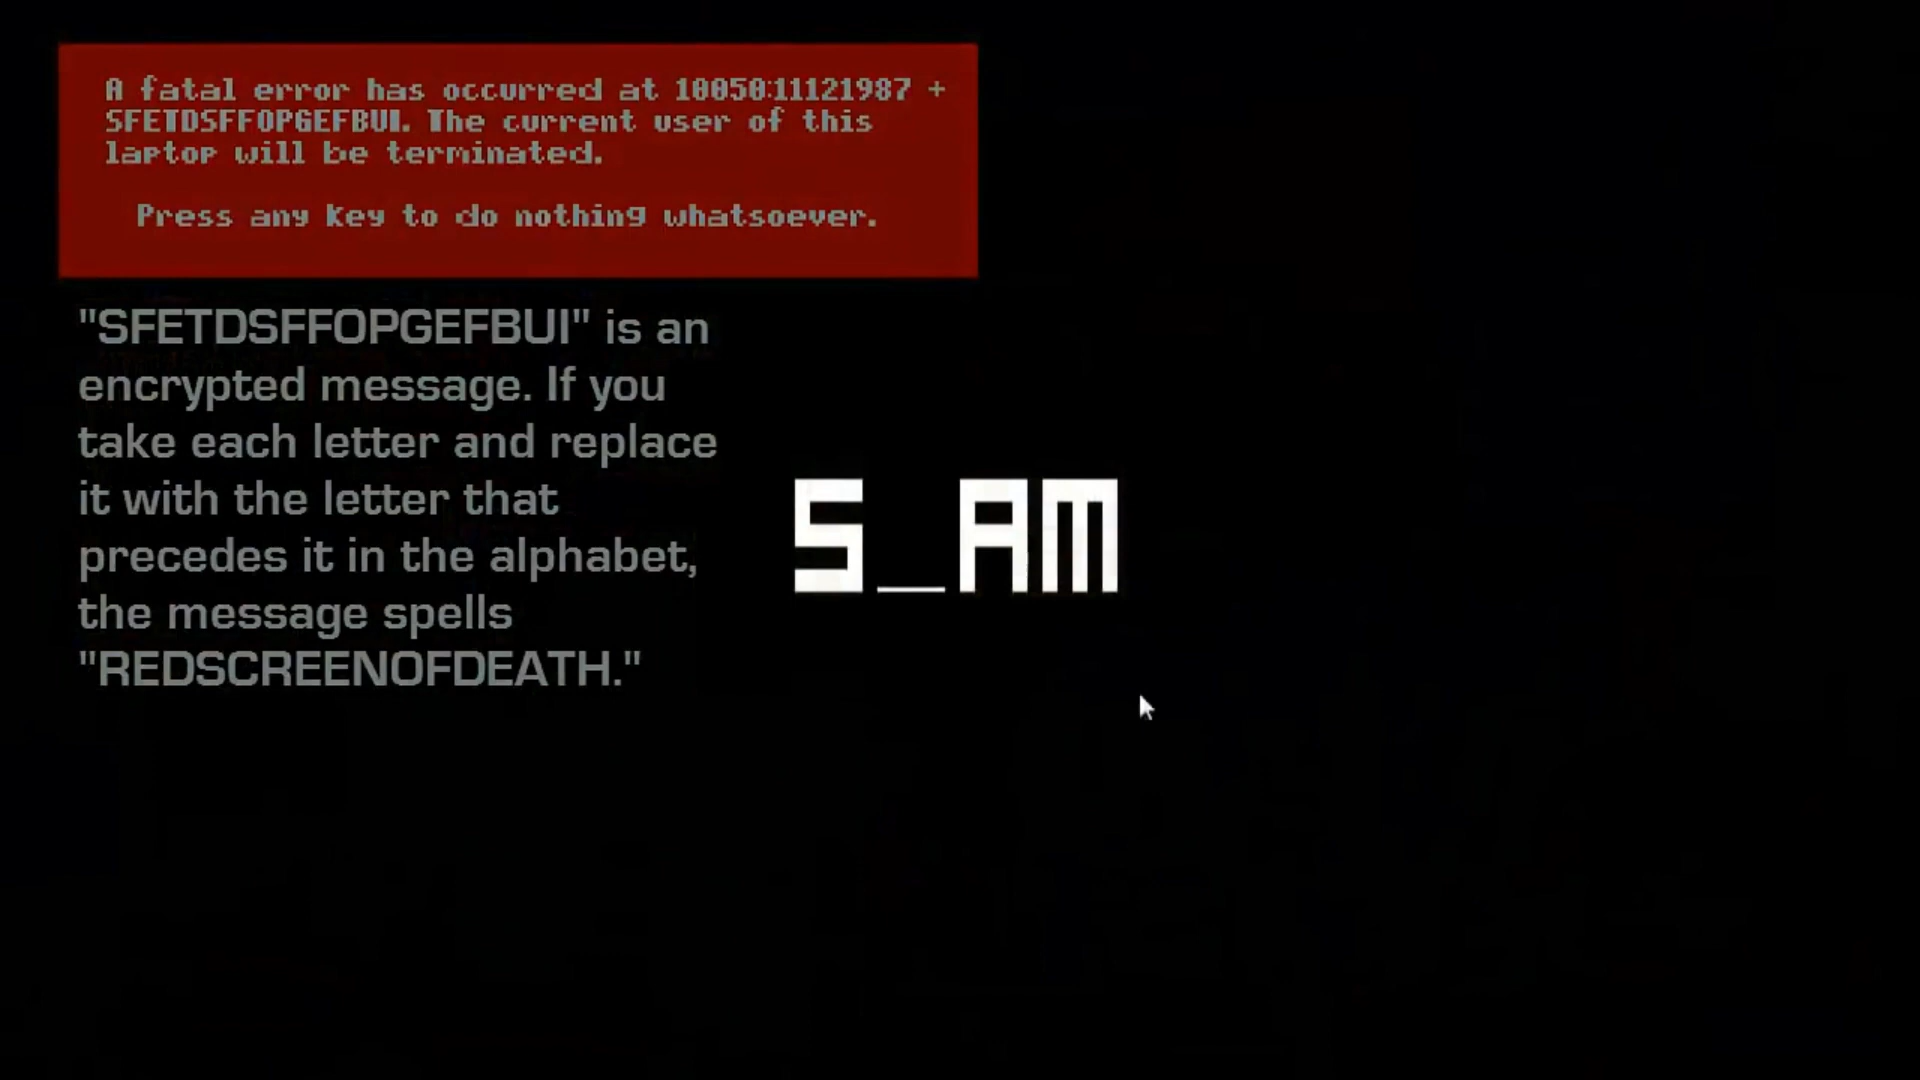 A fatal error has occurred at 10050:11121987 +
SFETDSFFOPGEFBUI. The current user of this
laptop will be terminated.
Press any key to do nothing whatsoever.
"SFETDSFFOPGEFBUI" is an
encrypted message. If you
take each letter and replace
it with the letter that
precedes it in the alphabet,
the message spells
"REDSCREENOFDEATH."
S_AM